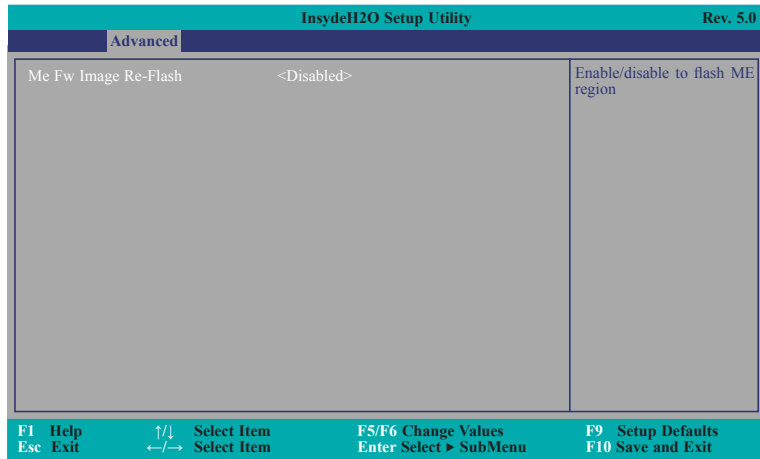 InsydeH2O Setup Utility Rev. 5.0
Advanced
Me Fw Image Re-Flash <Disabled>
Enable/disable to flash ME
region
F1 Help ↑/↓ Select Item F5/F6 Change Values F9 Setup Defaults
Esc Exit ←/→ Select Item Enter Select ► SubMenu F10 Save and Exit